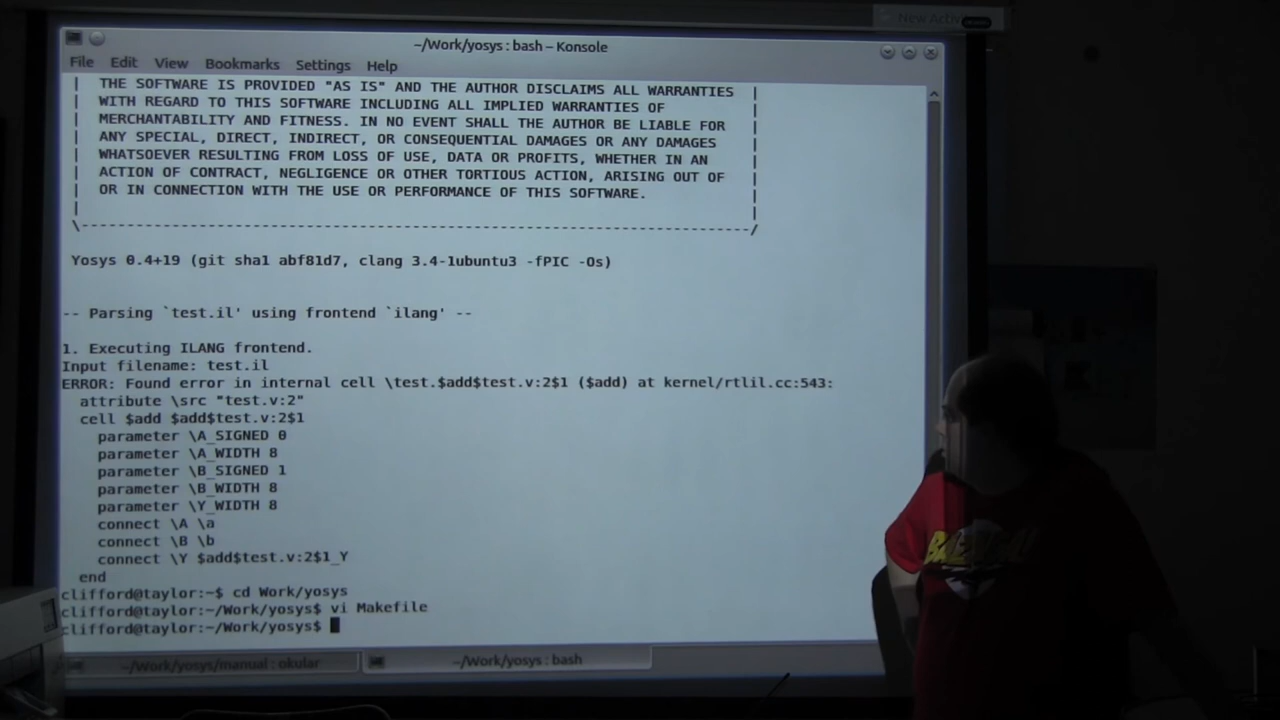 New Activ
~/Work/yosys : bash – Konsole
File Edit View Bookmarks Settings Help
| THE SOFTWARE IS PROVIDED "AS IS" AND THE AUTHOR DISCLAIMS ALL WARRANTIES |
| WITH REGARD TO THIS SOFTWARE INCLUDING ALL IMPLIED WARRANTIES OF |
| MERCHANTABILITY AND FITNESS. IN NO EVENT SHALL THE AUTHOR BE LIABLE FOR |
| ANY SPECIAL, DIRECT, INDIRECT, OR CONSEQUENTIAL DAMAGES OR ANY DAMAGES |
| WHATSOEVER RESULTING FROM LOSS OF USE, DATA OR PROFITS, WHETHER IN AN |
| ACTION OF CONTRACT, NEGLIGENCE OR OTHER TORTIOUS ACTION, ARISING OUT OF |
| OR IN CONNECTION WITH THE USE OR PERFORMANCE OF THIS SOFTWARE. |
| |
\----------------------------------------------------------------------------/
Yosys 0.4+19 (git sha1 abf81d7, clang 3.4-1ubuntu3 -fPIC -Os)
-- Parsing `test.il' using frontend `ilang' --
1. Executing ILANG frontend.
Input filename: test.il
ERROR: Found error in internal cell \test.$add$test.v:2$1 ($add) at kernel/rtlil.cc:543:
attribute \src "test.v:2"
cell $add $add$test.v:2$1
parameter \A_SIGNED 0
parameter \A_WIDTH 8
parameter \B_SIGNED 1
parameter \B_WIDTH 8
parameter \Y_WIDTH 8
connect \A \a
connect \B \b
connect \Y $add$test.v:2$1_Y
end
clifford@taylor:~$ cd Work/yosys
clifford@taylor:~/Work/yosys$ vi Makefile
clifford@taylor:~/Work/yosys$
~/Work/yosys/manual : okular
~/Work/yosys : bash